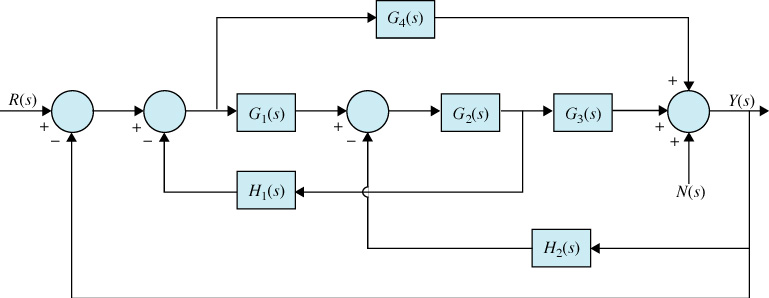 G4(s)
+
R(s)
G1(s)
G2(s)
G3(s)
Y(s)
+
+
+
+
−
−
−
+
H1(s)
N(s)
H2(s)